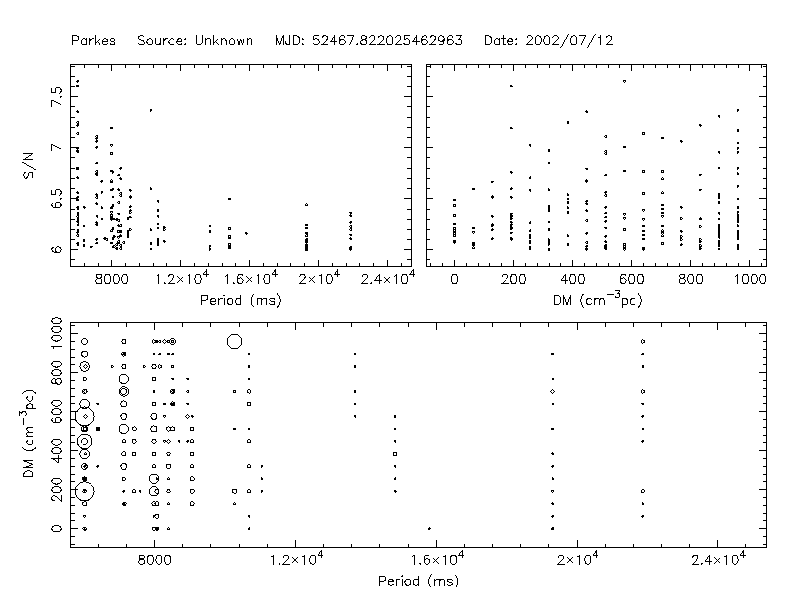 Parkes Source: Unknown MJD: 52467.822025462963 Date: 2002/07/12
S/N
7.5
7
6.5
6
8000 1.2×10⁴ 1.6×10⁴ 2×10⁴ 2.4×10⁴
Period (ms)
0 200 400 600 800 1000
DM (cm⁻³pc)
DM (cm⁻³pc)
1000
800
600
400
200
0
8000 1.2×10⁴ 1.6×10⁴ 2×10⁴ 2.4×10⁴
Period (ms)